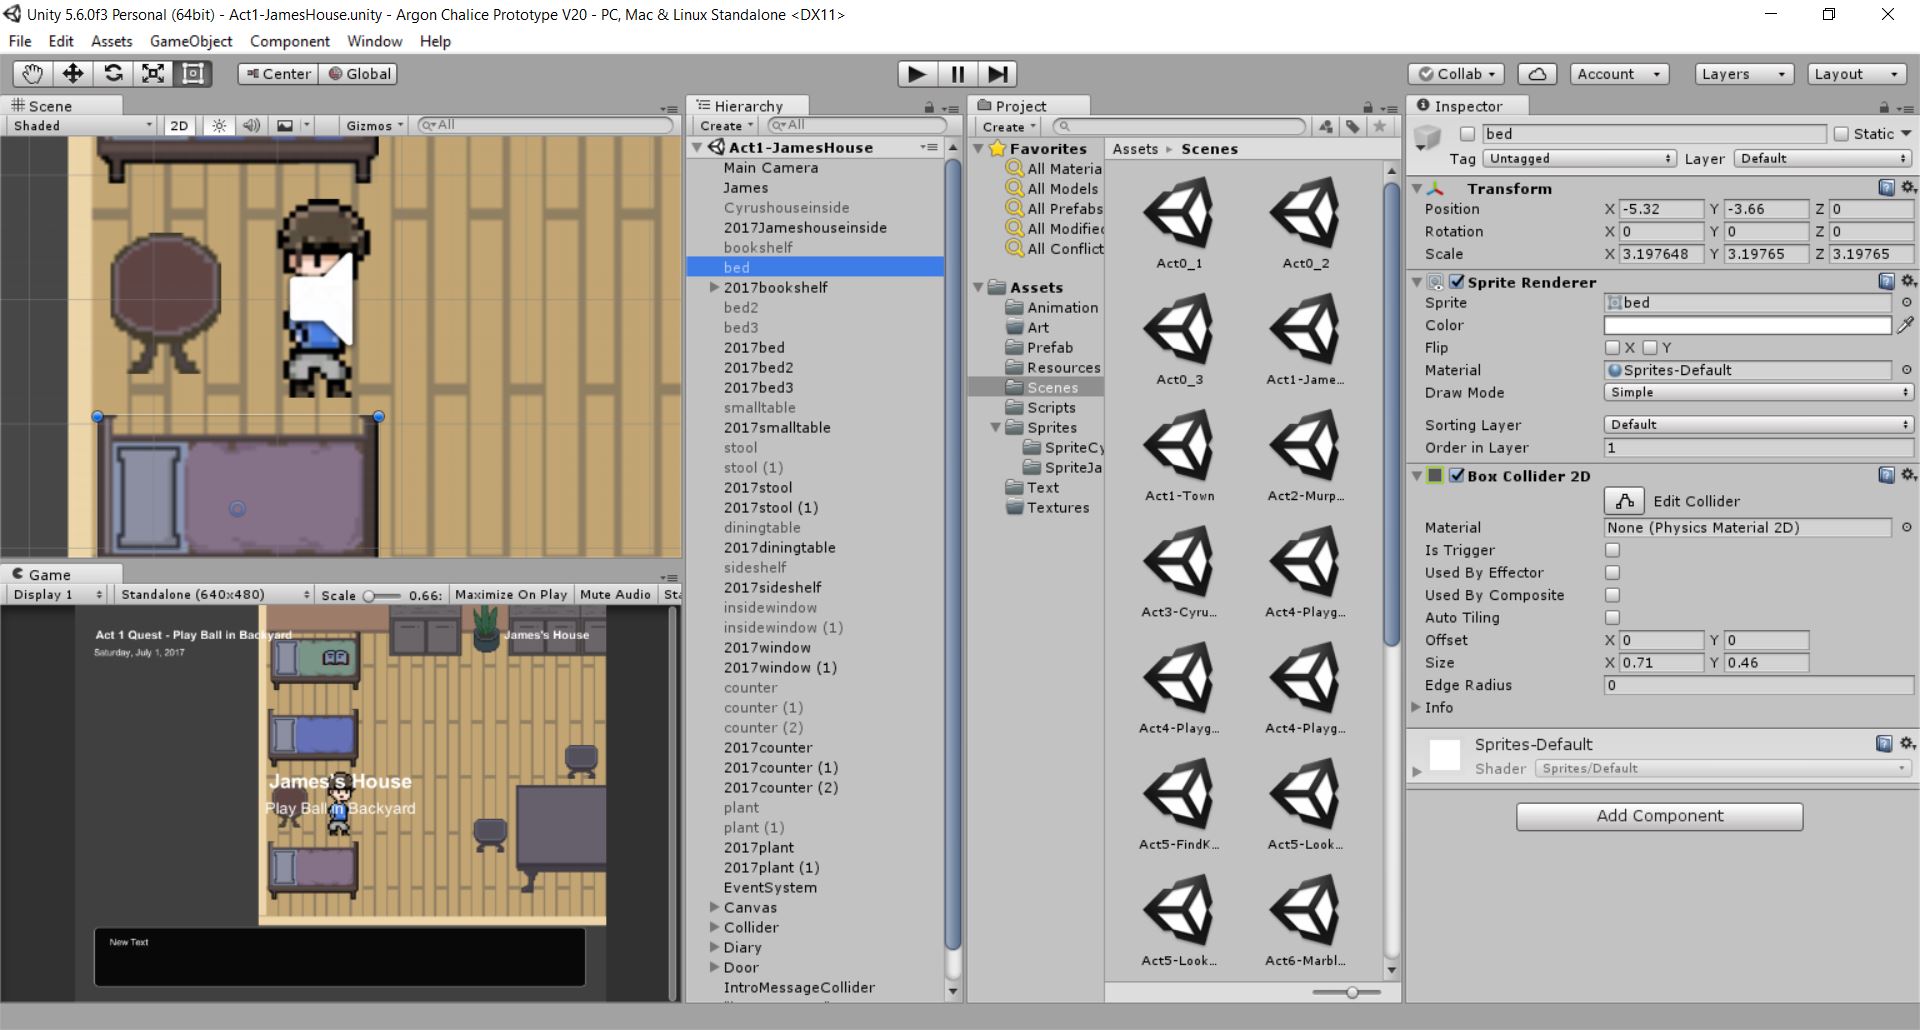 Unity 5.6.0f3 Personal (64bit) - Act1-JamesHouse.unity - Argon Chalice Prototype V20 - PC, Mac & Linux Standalone <DX11>
File Edit Assets GameObject Component Window Help
Center Global
Collab Account Layers Layout
Scene
Shaded 2D Gizmos All
Game
Display 1 Standalone (640x480) Scale 0.66: Maximize On Play Mute Audio Sta
Act 1 Quest - Play Ball in Backyard
James's House
Saturday, July 1, 2017
James's House
Play Ball in Backyard
New Text
Hierarchy
Create All
Act1-JamesHouse
Main Camera
James
Cyrushouseinside
2017Jameshouseinside
bookshelf
bed
2017bookshelf
bed2
bed3
2017bed
2017bed2
2017bed3
smalltable
2017smalltable
stool
stool (1)
2017stool
2017stool (1)
diningtable
2017diningtable
sideshelf
2017sideshelf
insidewindow
insidewindow (1)
2017window
2017window (1)
counter
counter (1)
counter (2)
2017counter
2017counter (1)
2017counter (2)
plant
plant (1)
2017plant
2017plant (1)
EventSystem
Canvas
Collider
Diary
Door
IntroMessageCollider
Project
Create
Favorites
All Materia
All Models
All Prefabs
All Modified
All Conflict
Assets
Animation
Art
Prefab
Resources
Scenes
Scripts
Sprites
SpriteCy
SpriteJa
Text
Textures
Assets Scenes
Act0_1 Act0_2
Act0_3 Act1-Jame...
Act1-Town Act2-Murp...
Act3-Cyru... Act4-Playg...
Act4-Playg... Act4-Playg...
Act5-FindK... Act5-Look...
Act5-Look... Act6-Marbl...
Inspector
bed Static
Tag Untagged Layer Default
Transform
Position X -5.32 Y -3.66 Z 0
Rotation X 0 Y 0 Z 0
Scale X 3.197648 Y 3.19765 Z 3.19765
Sprite Renderer
Sprite bed
Color
Flip X Y
Material Sprites-Default
Draw Mode Simple
Sorting Layer Default
Order in Layer 1
Box Collider 2D
Edit Collider
Material None (Physics Material 2D)
Is Trigger
Used By Effector
Used By Composite
Auto Tiling
Offset X 0 Y 0
Size X 0.71 Y 0.46
Edge Radius 0
Info
Sprites-Default
Shader Sprites/Default
Add Component